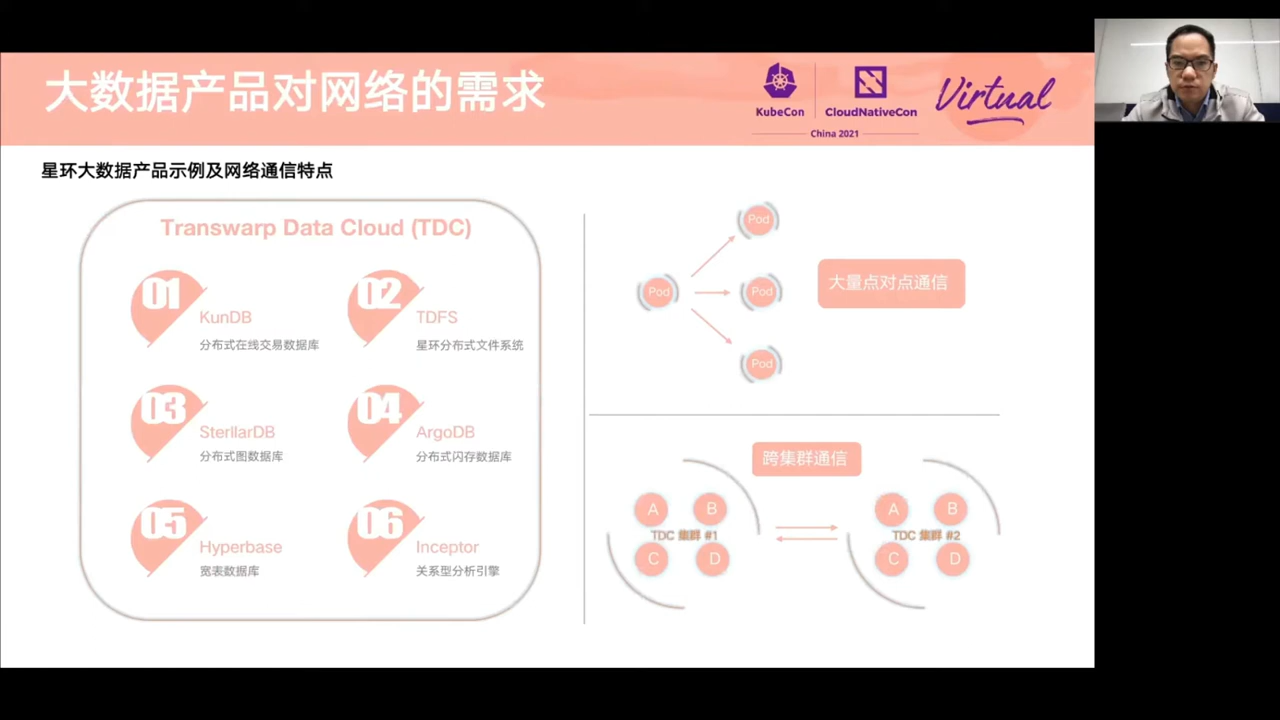 大数据产品对网络的需求
KubeCon
CloudNativeCon
China 2021
Virtual
星环大数据产品示例及网络通信特点
Transwarp Data Cloud (TDC)
01
KunDB
分布式在线交易数据库
02
TDFS
星环分布式文件系统
03
SterllarDB
分布式图数据库
04
ArgoDB
分布式闪存数据库
05
Hyperbase
宽表数据库
06
Inceptor
关系型分析引擎
Pod
Pod
Pod
Pod
大量点对点通信
跨集群通信
A
B
TDC 集群 #1
C
D
A
B
TDC 集群 #2
C
D